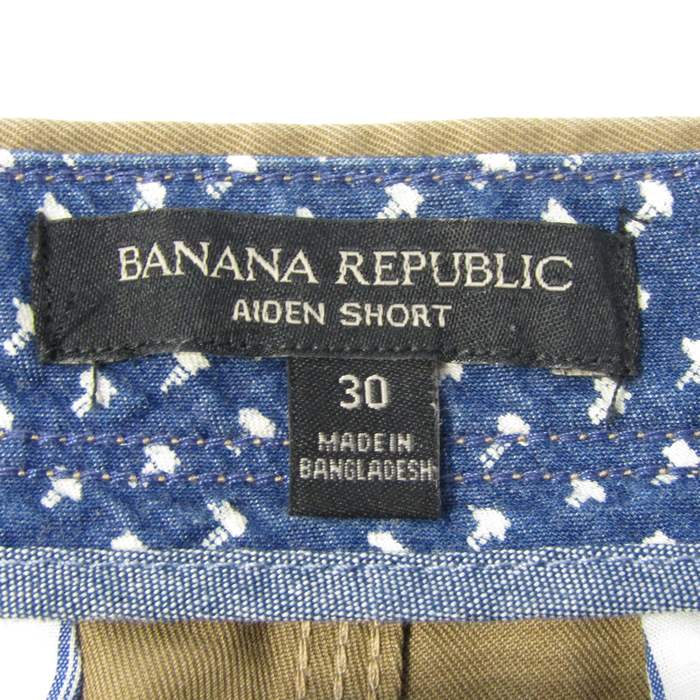 BANANA REPUBLIC
AIDEN SHORT
30
MADE IN
BANGLADESH